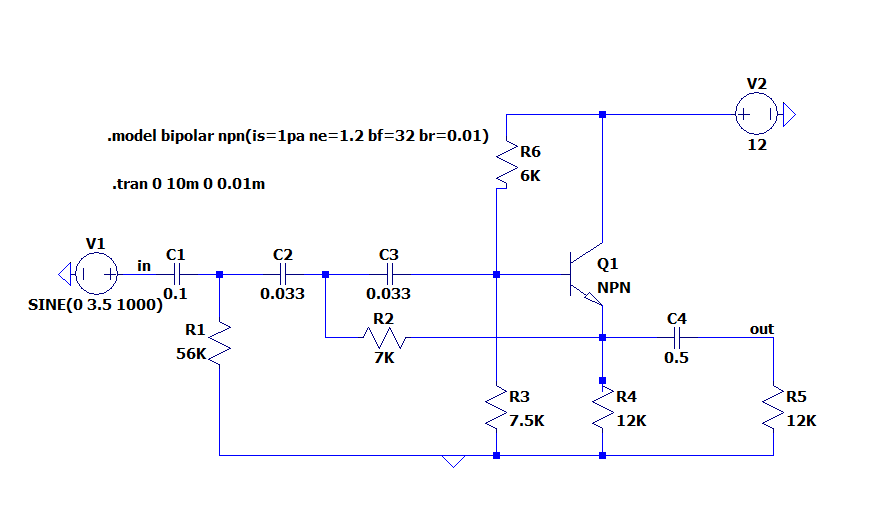 V2
12
.model bipolar npn(is=1pa ne=1.2 bf=32 br=0.01)
R6
6K
.tran 0 10m 0 0.01m
V1
in
C1
C2
C3
Q1
NPN
SINE(0 3.5 1000)
0.1
0.033
0.033
R1
56K
R2
7K
C4
out
0.5
R3
7.5K
R4
12K
R5
12K